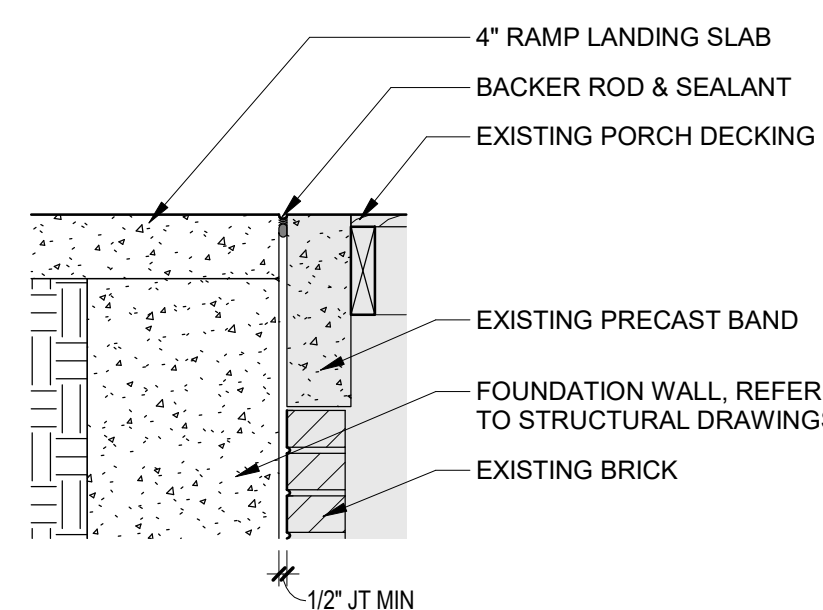 4" RAMP LANDING SLAB
BACKER ROD & SEALANT
EXISTING PORCH DECKING
EXISTING PRECAST BAND
FOUNDATION WALL, REFER
TO STRUCTURAL DRAWINGS
EXISTING BRICK
1/2" JT MIN